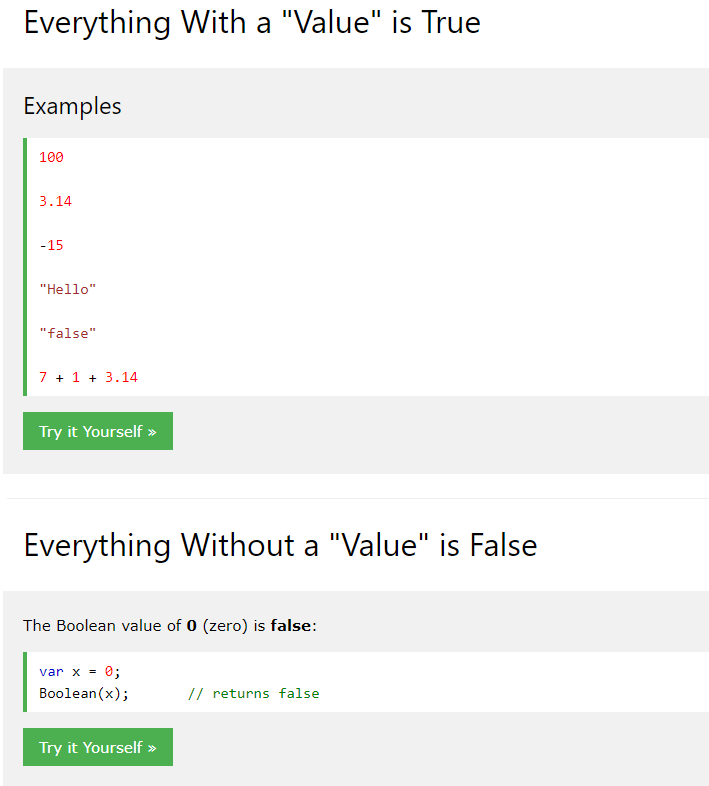 Everything With a "Value" is True
Examples
100
3.14
-15
"Hello"
"false"
7 + 1 + 3.14
Try it Yourself »
Everything Without a "Value" is False
The Boolean value of 0 (zero) is false:
var x = 0;
Boolean(x);       // returns false
Try it Yourself »